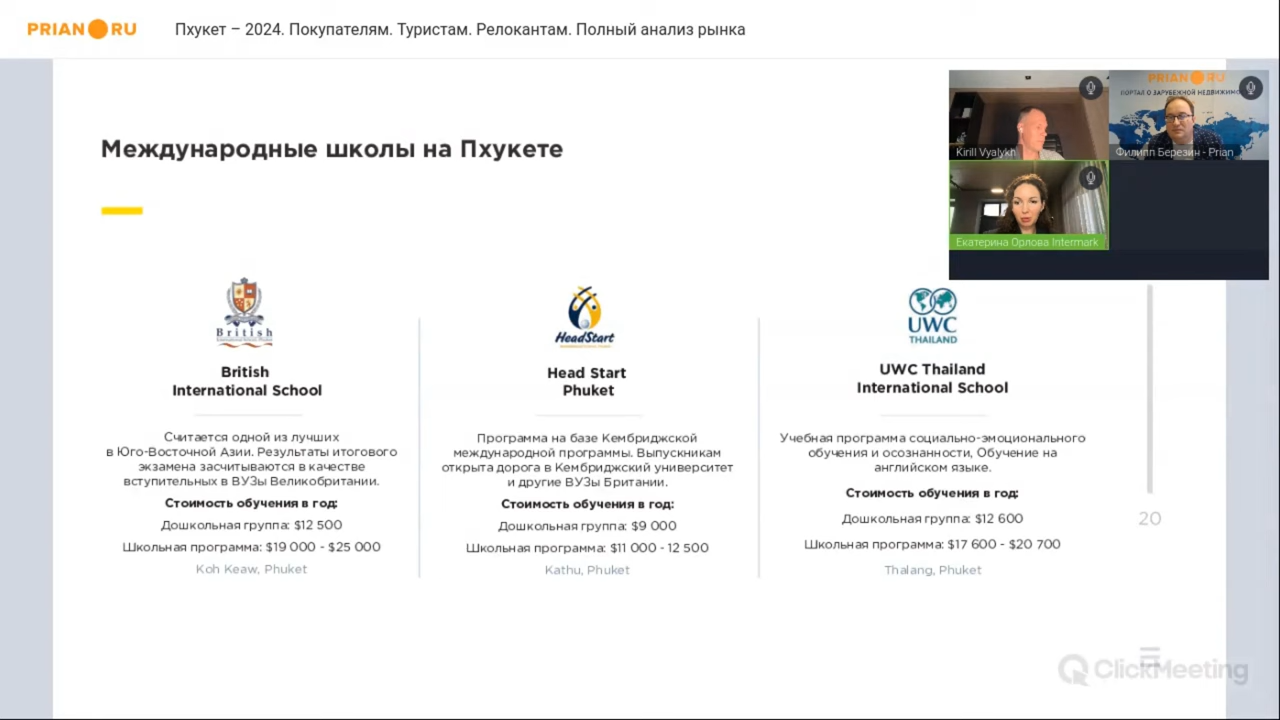 PRIAN RU
Пхукет – 2024. Покупателям. Туристам. Релокантам. Полный анализ рынка
PRIAN RU
ПОРТАЛ О ЗАРУБЕЖНОЙ НЕДВИЖИМО
Kirill Vyalykh
Филипп Березин - Prian
Екатерина Орлова Intermark
Международные школы на Пхукете
British
HeadStart
UWC
THAILAND
British
International School
Считается одной из лучших
в Юго-Восточной Азии. Результаты итогового
экзамена засчитываются в качестве
вступительных в ВУЗы Великобритании.
Стоимость обучения в год:
Дошкольная группа: $12 500
Школьная программа: $19 000 - $25 000
Koh Keaw, Phuket
Head Start
Phuket
Программа на базе Кембриджской
международной программы. Выпускникам
открыта дорога в Кембриджский университет
и другие ВУЗы Британии.
Стоимость обучения в год:
Дошкольная группа: $9 000
Школьная программа: $11 000 - 12 500
Kathu, Phuket
UWC Thailand
International School
Учебная программа социально-эмоционального
обучения и осознанности, Обучение на
английском языке.
Стоимость обучения в год:
Дошкольная группа: $12 600
Школьная программа: $17 600 - $20 700
Thalang, Phuket
20
ClickMeeting